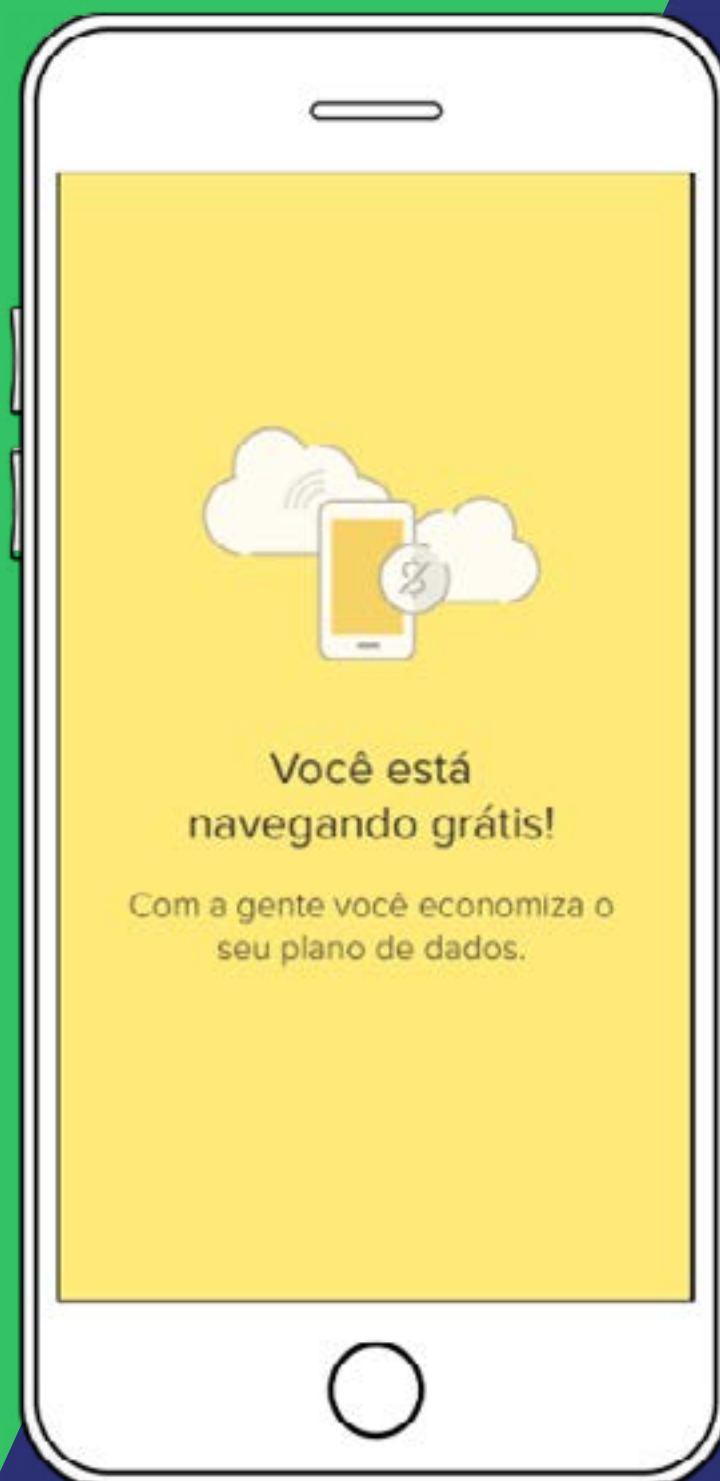 Você está
navegando grátis!
Com a gente você economiza o
seu plano de dados.